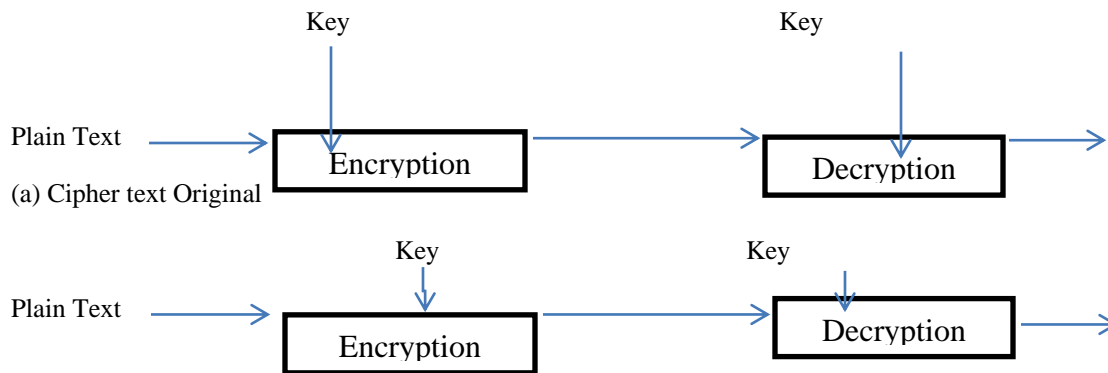 Key Key
Plain Text
Encryption Decryption
(a) Cipher text Original
Key Key
Plain Text
Encryption Decryption